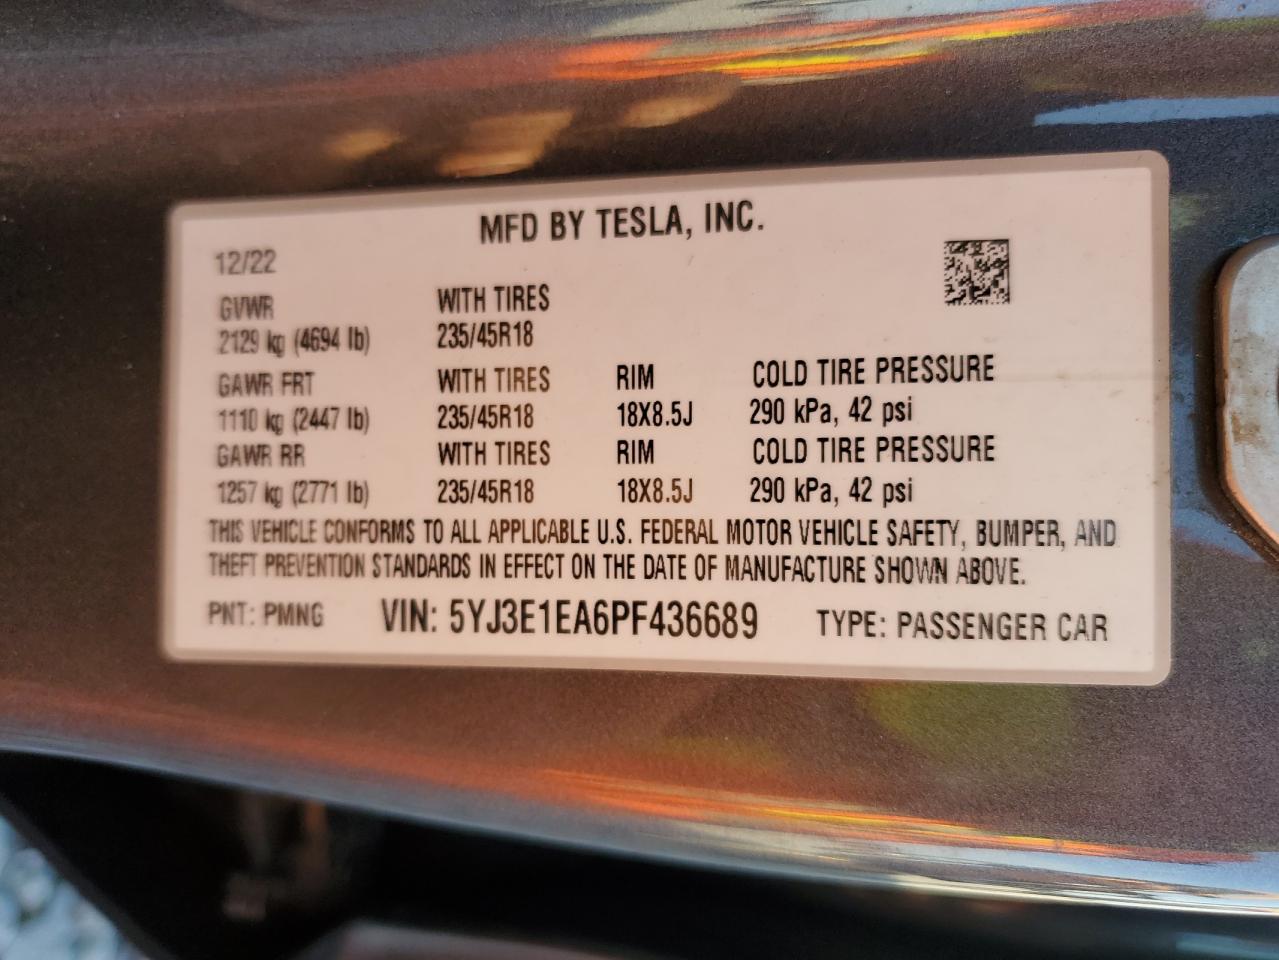 MFD BY TESLA, INC.
12/22
GVWR WITH TIRES
2129 kg (4694 lb) 235/45R18
GAWR FRT WITH TIRES RIM COLD TIRE PRESSURE
1110 kg (2447 lb) 235/45R18 18X8.5J 290 kPa, 42 psi
GAWR RR WITH TIRES RIM COLD TIRE PRESSURE
1257 kg (2771 lb) 235/45R18 18X8.5J 290 kPa, 42 psi
THIS VEHICLE CONFORMS TO ALL APPLICABLE U.S. FEDERAL MOTOR VEHICLE SAFETY, BUMPER, AND
THEFT PREVENTION STANDARDS IN EFFECT ON THE DATE OF MANUFACTURE SHOWN ABOVE.
PNT: PMNG VIN: 5YJ3E1EA6PF436689 TYPE: PASSENGER CAR